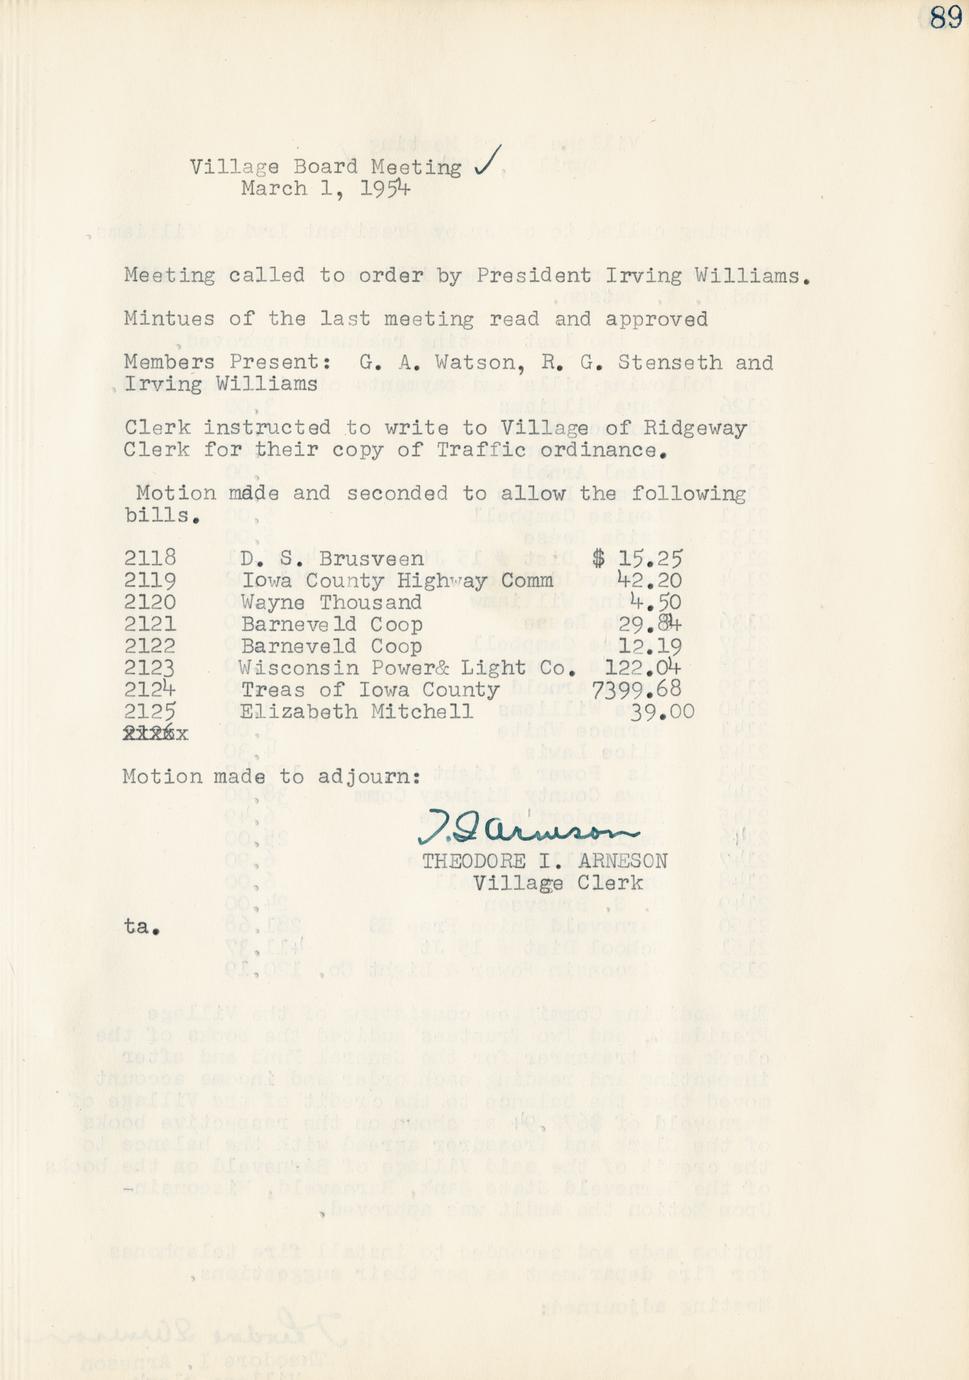 89
Village Board Meeting ✓
March 1, 1954
Meeting called to order by President Irving Williams.
Mintues of the last meeting read and approved
Members Present: G. A. Watson, R. G. Stenseth and
Irving Williams
Clerk instructed to write to Village of Ridgeway
Clerk for their copy of Traffic ordinance.
Motion made and seconded to allow the following
bills.
2118 D. S. Brusveen $ 15.25
2119 Iowa County Highway Comm 42.20
2120 Wayne Thousand 4.50
2121 Barneveld Coop 29.84
2122 Barneveld Coop 12.19
2123 Wisconsin Power& Light Co. 122.04
2124 Treas of Iowa County 7399.68
2125 Elizabeth Mitchell 39.00
Motion made to adjourn:
T. I. Arneson
THEODORE I. ARNESON
Village Clerk
ta.